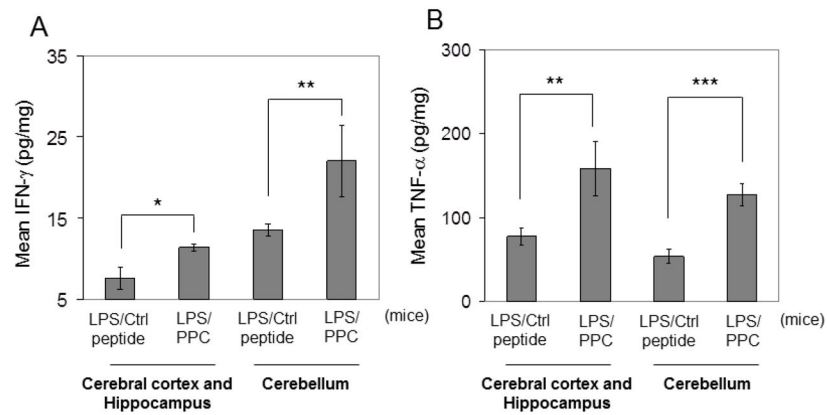 A
Mean IFN-γ (pg/mg)
35
25
15
5
*
**
LPS/Ctrl peptide
LPS/ PPC
LPS/Ctrl peptide
LPS/ PPC
(mice)
Cerebral cortex and
Hippocampus
Cerebellum
B
Mean TNF-α (pg/mg)
300
200
100
0
**
***
LPS/Ctrl peptide
LPS/ PPC
LPS/Ctrl peptide
LPS/ PPC
(mice)
Cerebral cortex and
Hippocampus
Cerebellum